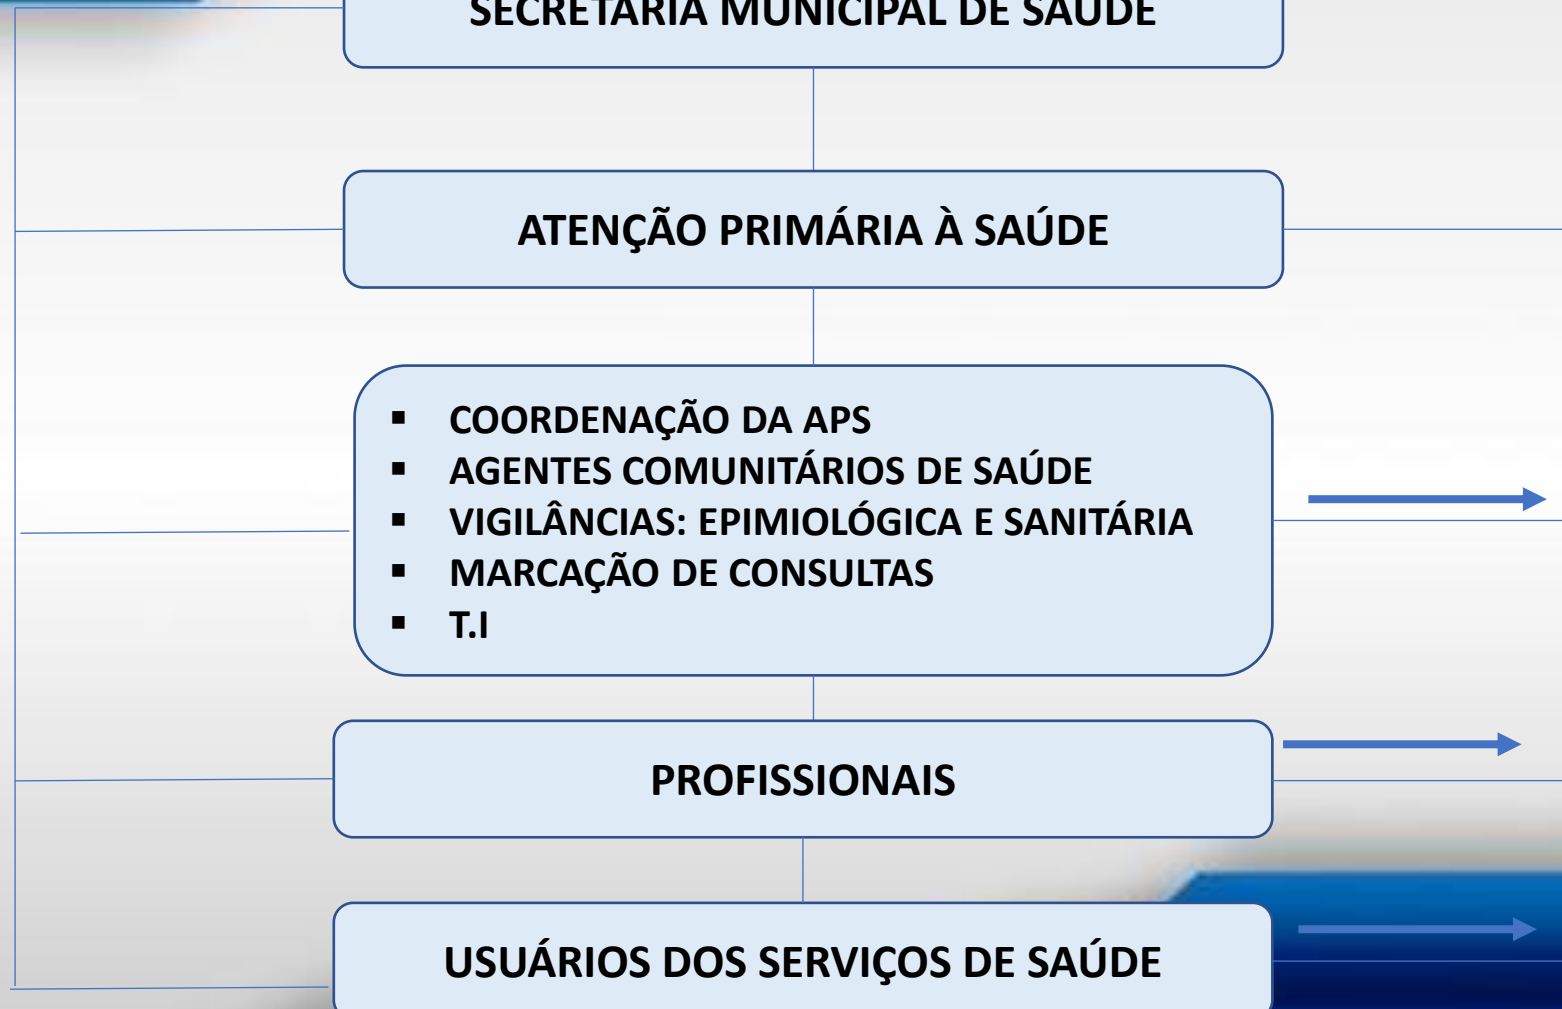 SECRETARIA MUNICIPAL DE SAÚDE
ATENÇÃO PRIMÁRIA À SAÚDE
▪ COORDENAÇÃO DA APS
▪ AGENTES COMUNITÁRIOS DE SAÚDE
▪ VIGILÂNCIAS: EPIMIOLÓGICA E SANITÁRIA
▪ MARCAÇÃO DE CONSULTAS
▪ T.I
PROFISSIONAIS
USUÁRIOS DOS SERVIÇOS DE SAÚDE